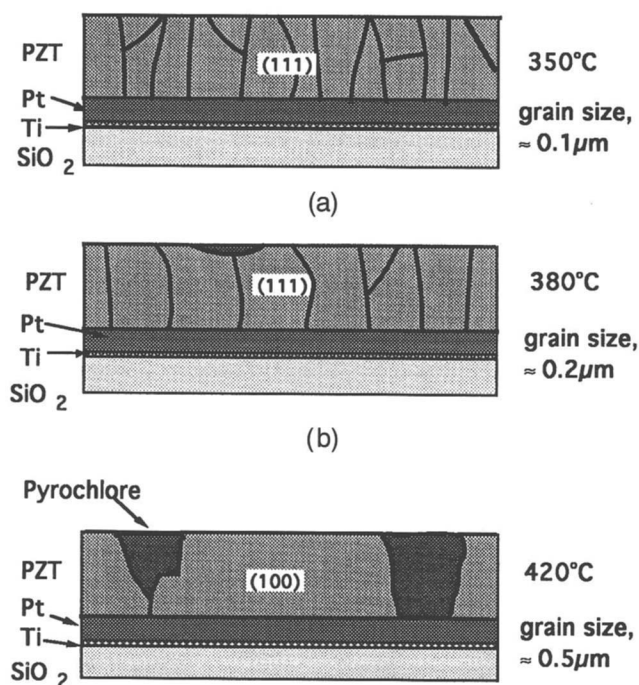 PZT
(111)
350°C
Pt
Ti
SiO 2
grain size,
≈ 0.1µm
(a)
PZT
(111)
380°C
Pt
Ti
SiO 2
grain size,
≈ 0.2µm
(b)
Pyrochlore
PZT
(100)
420°C
Pt
Ti
SiO 2
grain size,
≈ 0.5µm